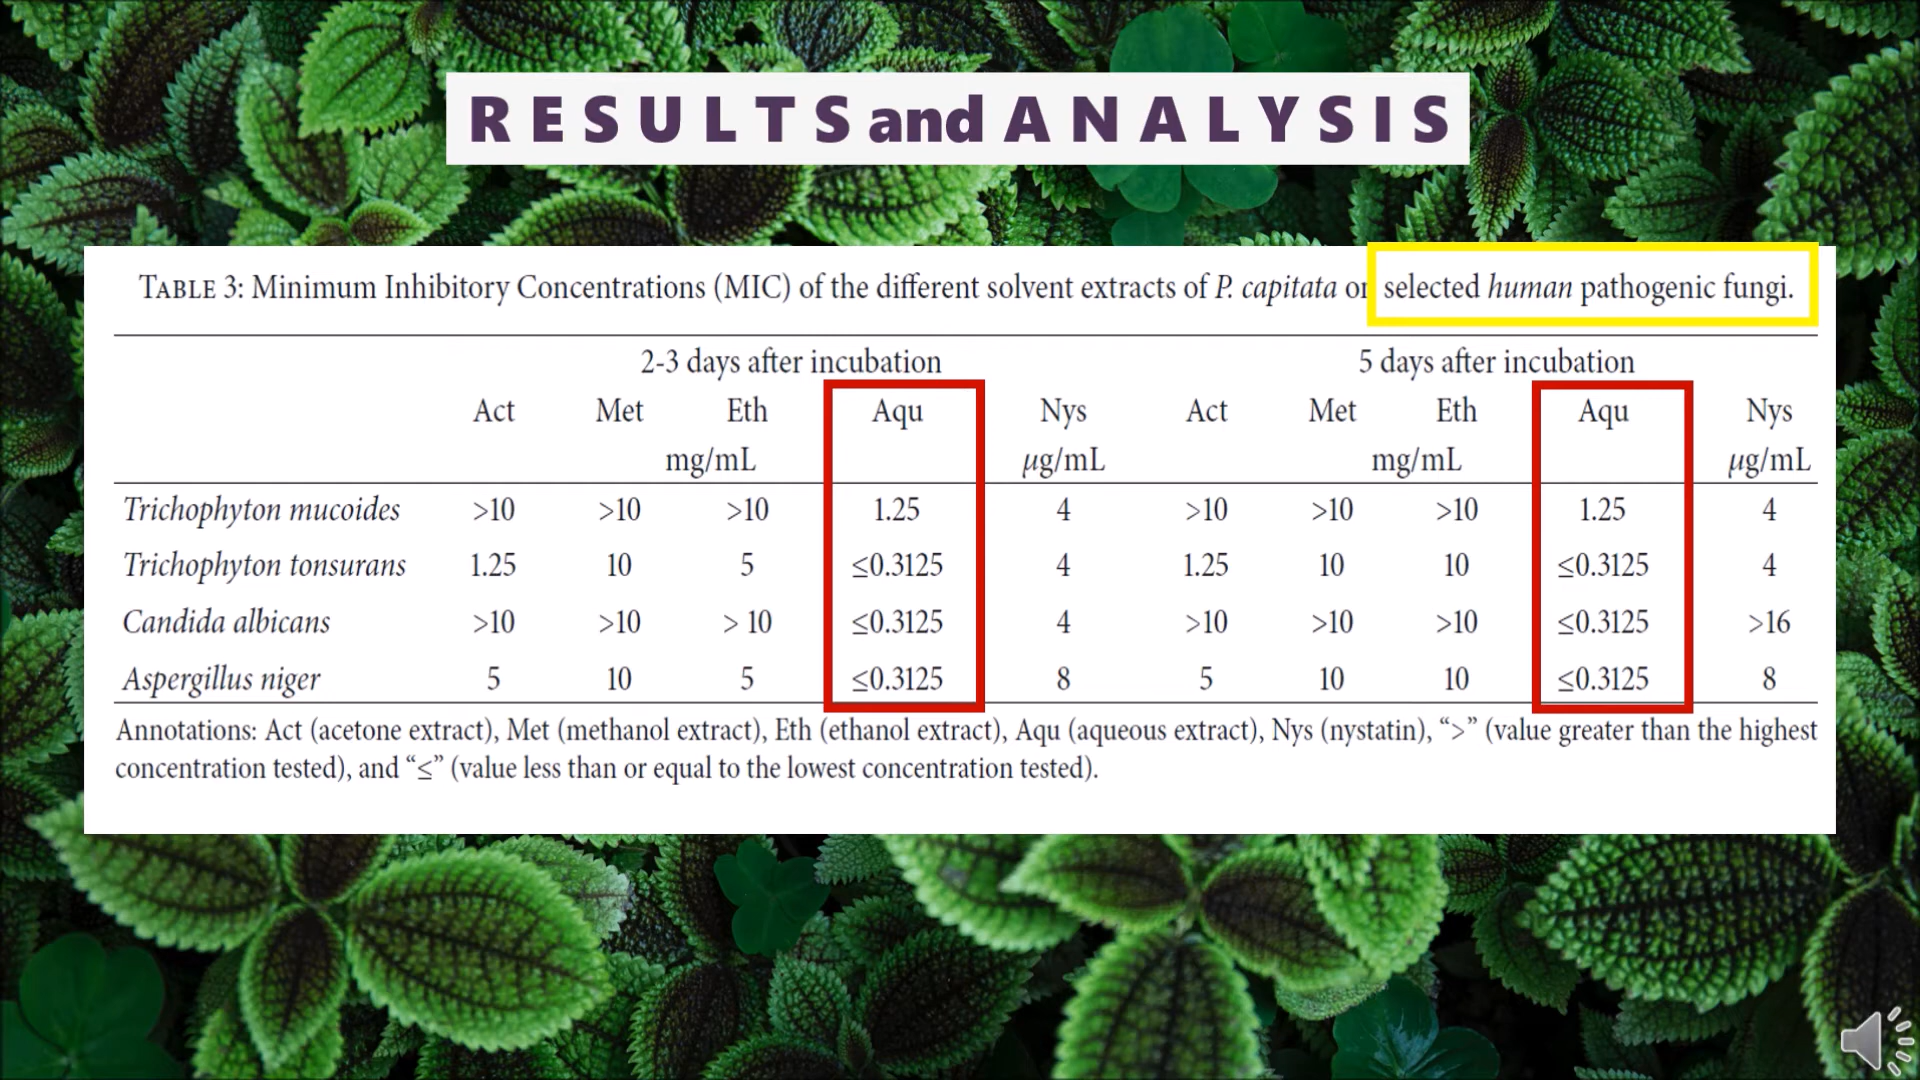 RESULTS and ANALYSIS
TABLE 3: Minimum Inhibitory Concentrations (MIC) of the different solvent extracts of P. capitata on selected human pathogenic fungi.
2-3 days after incubation 5 days after incubation
Act Met Eth Aqu Nys Act Met Eth Aqu Nys
mg/mL µg/mL mg/mL µg/mL
Trichophyton mucoides >10 >10 >10 1.25 4 >10 >10 >10 1.25 4
Trichophyton tonsurans 1.25 10 5 ≤0.3125 4 1.25 10 10 ≤0.3125 4
Candida albicans >10 >10 > 10 ≤0.3125 4 >10 >10 >10 ≤0.3125 >16
Aspergillus niger 5 10 5 ≤0.3125 8 5 10 10 ≤0.3125 8
Annotations: Act (acetone extract), Met (methanol extract), Eth (ethanol extract), Aqu (aqueous extract), Nys (nystatin), “>” (value greater than the highest
concentration tested), and “≤” (value less than or equal to the lowest concentration tested).